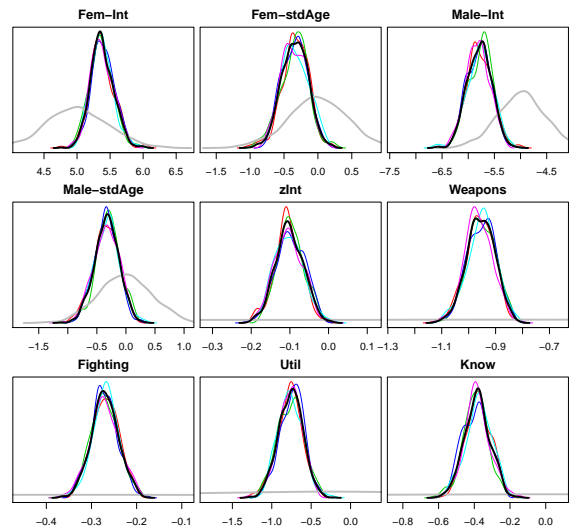 Fem−Int Fem−stdAge Male−Int
4.5 5.0 5.5 6.0 6.5 −1.5 −1.0 −0.5 0.0 0.5 −7.5 −6.5 −5.5 −4.5
Male−stdAge zInt Weapons
−1.5 −0.5 0.0 0.5 1.0 −0.3 −0.2 −0.1 0.0 0.1 −1.3 −1.1 −0.9 −0.7
Fighting Util Know
−0.4 −0.3 −0.2 −0.1 −1.5 −1.0 −0.5 0.0 −0.8 −0.6 −0.4 −0.2 0.0